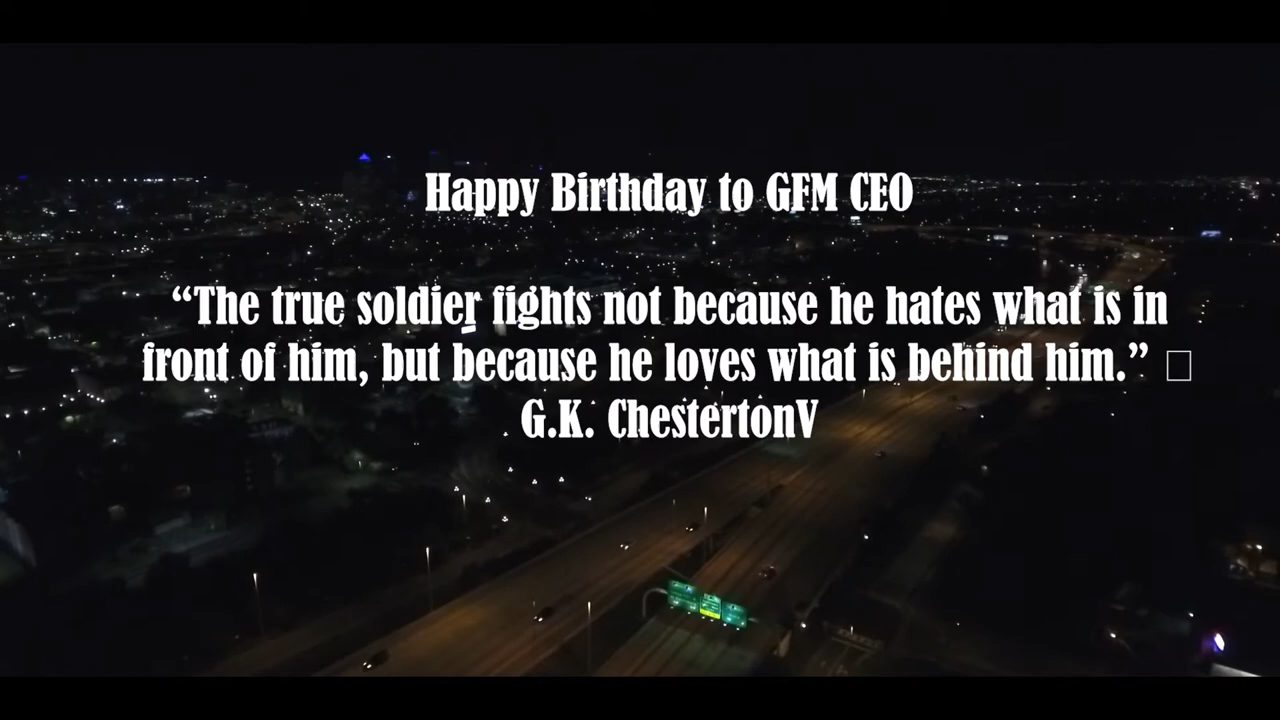 Happy Birthday to GFM CEO
“The true soldier fights not because he hates what is in
front of him, but because he loves what is behind him.” □
G.K. ChestertonV